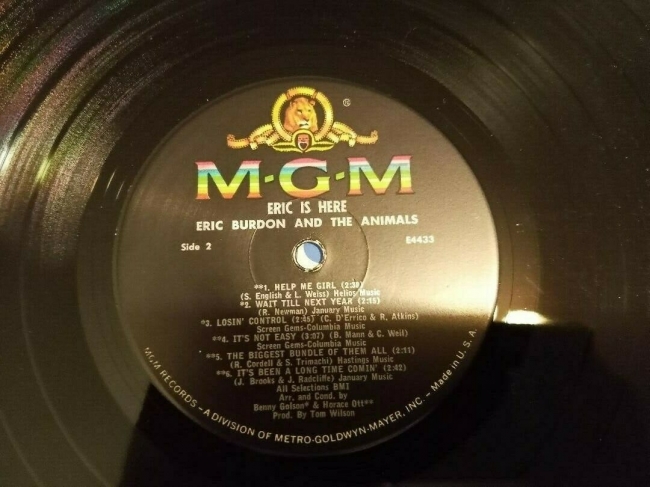 ®
M·G·M
ERIC IS HERE
ERIC BURDON AND THE ANIMALS
Side 2 E4433
**1. HELP ME GIRL (2:39)
(S. English & L. Weiss) Helios Music
*2. WAIT TILL NEXT YEAR (2:15)
(R. Newman) January Music
*3. LOSIN' CONTROL (2:45) (C. D'Errico & R. Atkins)
Screen Gems-Columbia Music
**4. IT'S NOT EASY (3:07) (B. Mann & C. Weil)
Screen Gems-Columbia Music
**5. THE BIGGEST BUNDLE OF THEM ALL (2:11)
(R. Cordell & S. Trimachi) Hastings Music
**6. IT'S BEEN A LONG TIME COMIN' (2:42)
(J. Brooks & J. Radcliffe) January Music
All Selections BMI
Arr. and Cond. by
Benny Golson* & Horace Ott**
Prod. By Tom Wilson
MGM RECORDS – A DIVISION OF METRO-GOLDWYN-MAYER, INC. – Made in U.S.A.